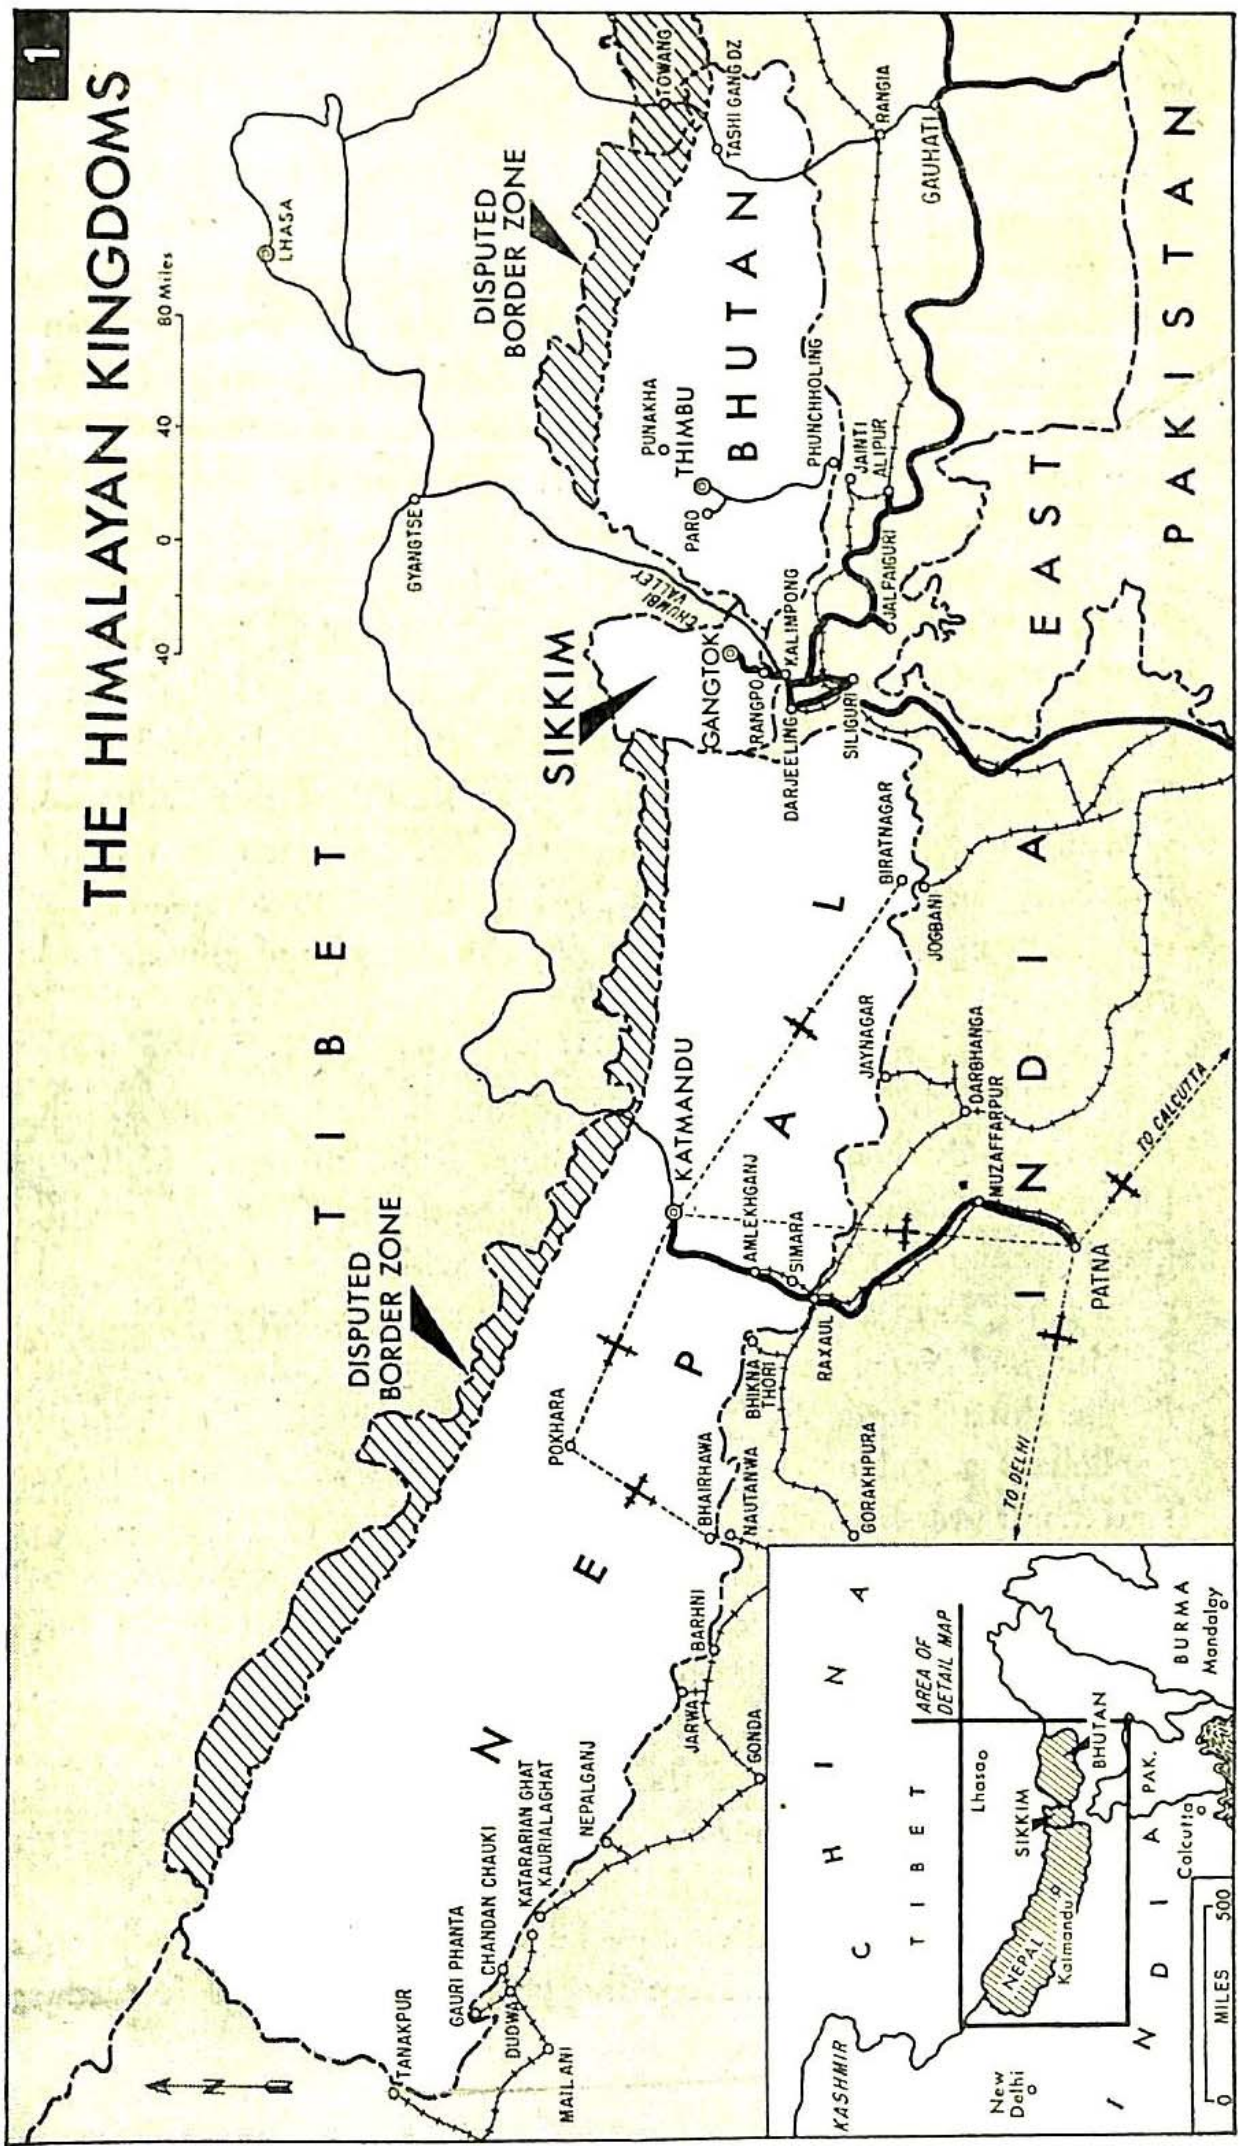 1
THE HIMALAYAN KINGDOMS
40 0 40 80 Miles
LHASA
TIBET
GYANGTSE
DISPUTED
BORDER ZONE
DISPUTED
BORDER ZONE
SIKKIM
CHUMBI
VALLEY
TOWANG
TASHI GANG DZ
PUNAKHA
THIMBU
PARO
BHUTAN
PHUNCHHOLING
JAINTI
ALIPUR
RANGIA
GAUHATI
GANGTOK
RANGPO
KALIMPONG
DARJEELING
SILIGURI
JALPAIGURI
EAST
PAKISTAN
KATMANDU
POKHARA
NEPAL
AMLEKHGANJ
SIMARA
BIRATNAGAR
JOGBANI
JAYNAGAR
DARBHANGA
MUZAFFARPUR
RAXAUL
BHIKNA
THORI
BHAIRHAWA
NAUTANWA
GORAKHPURA
PATNA
TO CALCUTTA
TO DELHI
INDIA
BARHNI
JARWA
GONDA
NEPALGANJ
KATARARIAN GHAT
KAURIALAGHAT
CHANDAN CHAUKI
GAURI PHANTA
DUDWA
MAILANI
TANAKPUR
N
CHINA
TIBET
AREA OF
DETAIL MAP
KASHMIR
Lhasa
SIKKIM
BHUTAN
NEPAL
Katmandu
New
Delhi
INDIA
PAK.
Calcutta
BURMA
Mandalay
0 MILES 500